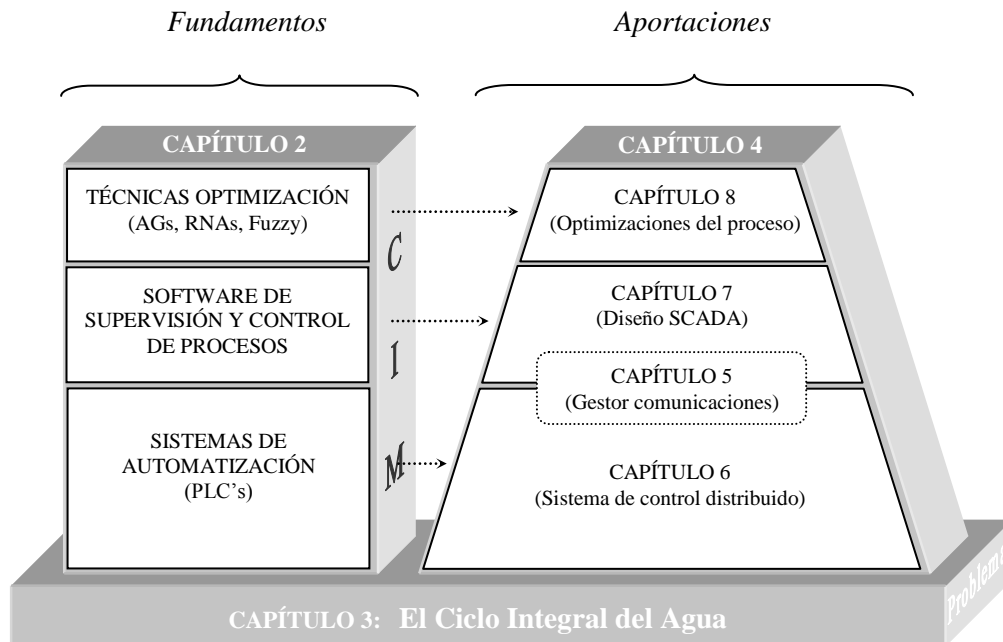 Fundamentos
Aportaciones
CAPÍTULO 2
TÉCNICAS OPTIMIZACIÓN
(AGs, RNAs, Fuzzy)
SOFTWARE DE
SUPERVISIÓN Y CONTROL
DE PROCESOS
SISTEMAS DE
AUTOMATIZACIÓN
(PLC's)
C
I
M
CAPÍTULO 4
CAPÍTULO 8
(Optimizaciones del proceso)
CAPÍTULO 7
(Diseño SCADA)
CAPÍTULO 5
(Gestor comunicaciones)
CAPÍTULO 6
(Sistema de control distribuido)
CAPÍTULO 3: El Ciclo Integral del Agua
Problema